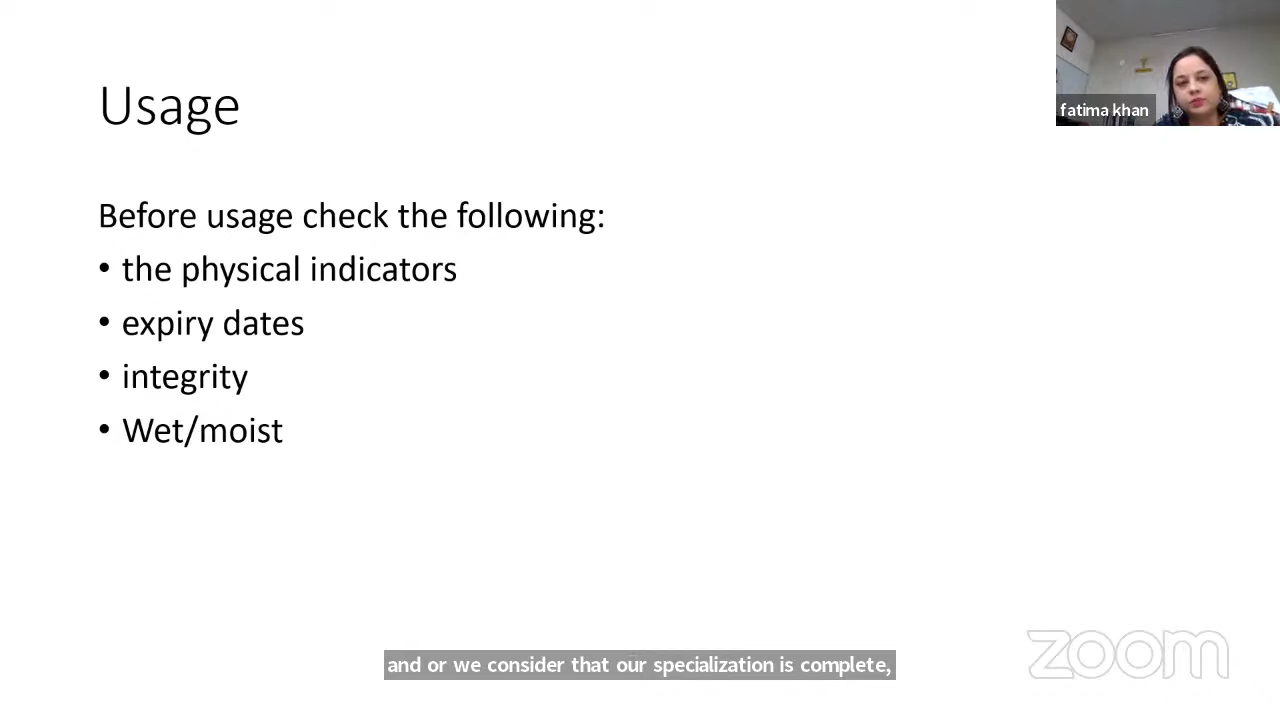 Usage
fatima khan
Before usage check the following:
• the physical indicators
• expiry dates
• integrity
• Wet/moist
and or we consider that our specialization is complete,
zoom